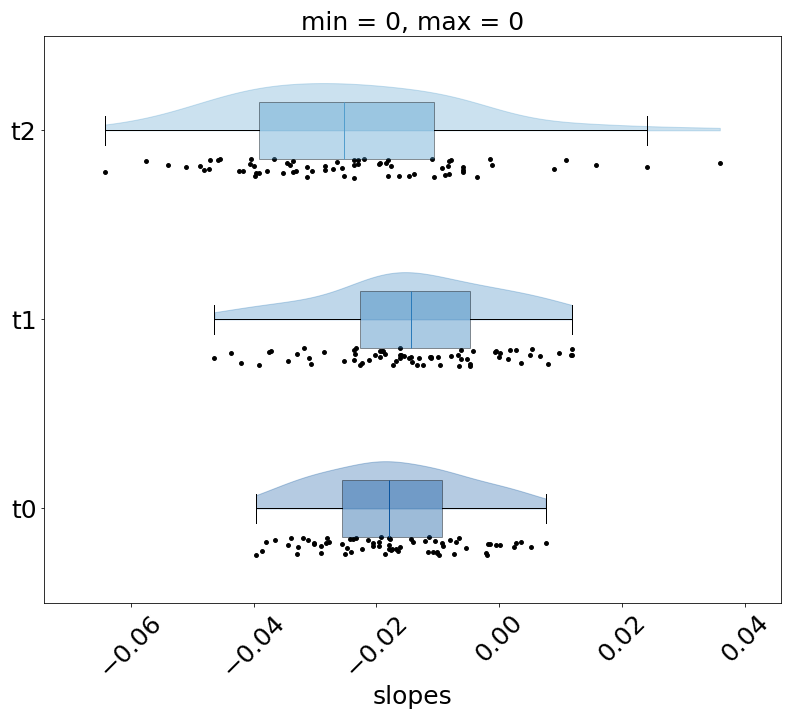 min = 0, max = 0
t2
t1
t0
−0.06
−0.04
−0.02
0.00
0.02
0.04
slopes